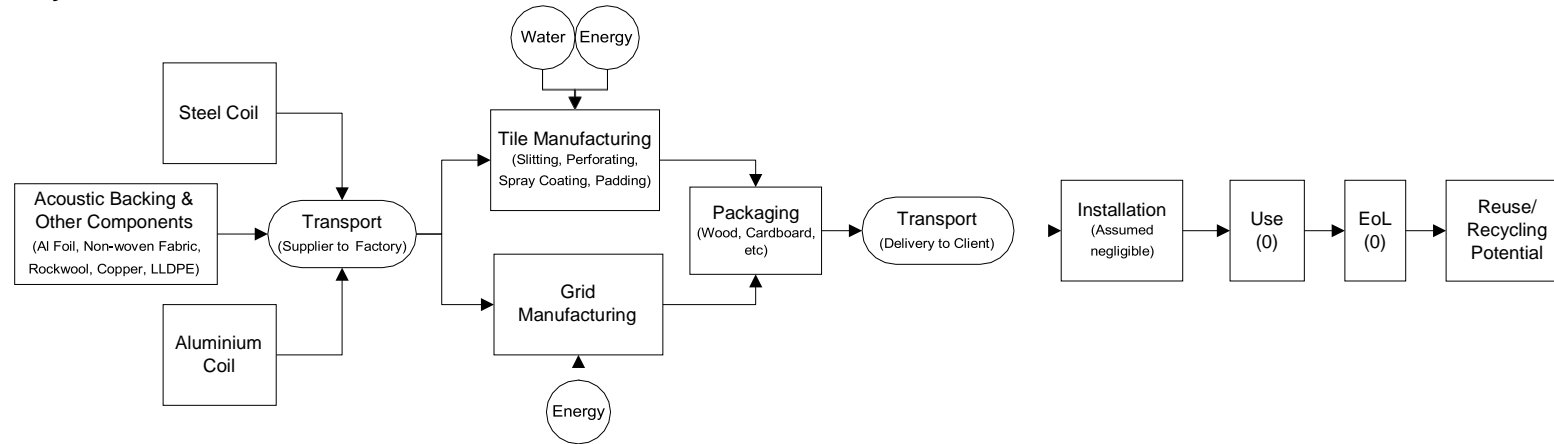 Water
Energy
Steel Coil
Tile Manufacturing
(Slitting, Perforating,
Spray Coating, Padding)
Acoustic Backing &
Other Components
(Al Foil, Non-woven Fabric,
Rockwool, Copper, LLDPE)
Transport
(Supplier to Factory)
Packaging
(Wood, Cardboard,
etc)
Transport
(Delivery to Client)
Installation
(Assumed
negligible)
Use
(0)
EoL
(0)
Reuse/
Recycling
Potential
Grid
Manufacturing
Aluminium
Coil
Energy